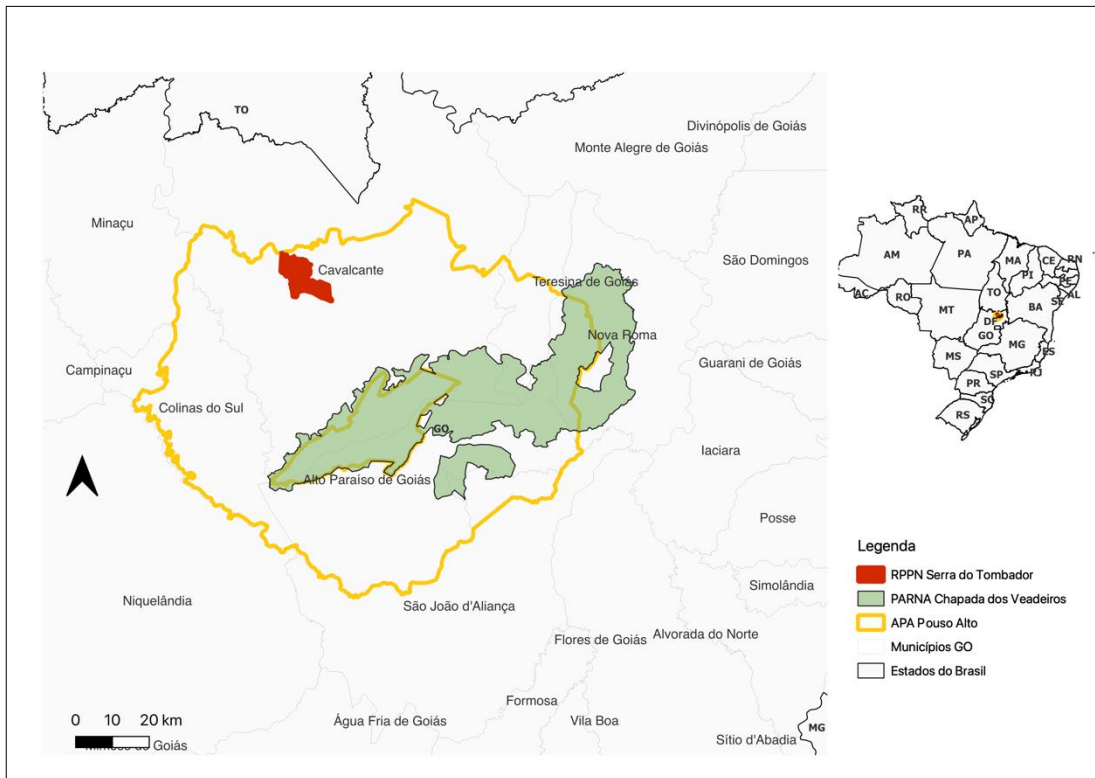 TO
Divinópolis de Goiás
Monte Alegre de Goiás
Minaçu
Cavalcante
São Domingos
Teresina de Goiás
Nova Roma
Guarani de Goiás
Campinaçu
Colinas do Sul
GO
Iaciara
Alto Paraíso de Goiás
Posse
Simolândia
Niquelândia
São João d'Aliança
Flores de Goiás
Alvorada do Norte
Formosa
Água Fria de Goiás
Vila Boa
Sítio d'Abadia
MG
0 10 20 km
de Goiás
RR
AP
AM
PA
MA
CE
RN
PI
PE
AC
RO
TO
AL
SE
MT
BA
DF
GO
MG
ES
MS
SP
RJ
PR
SC
RS
Legenda
RPPN Serra do Tombador
PARNA Chapada dos Veadeiros
APA Pouso Alto
Municípios GO
Estados do Brasil